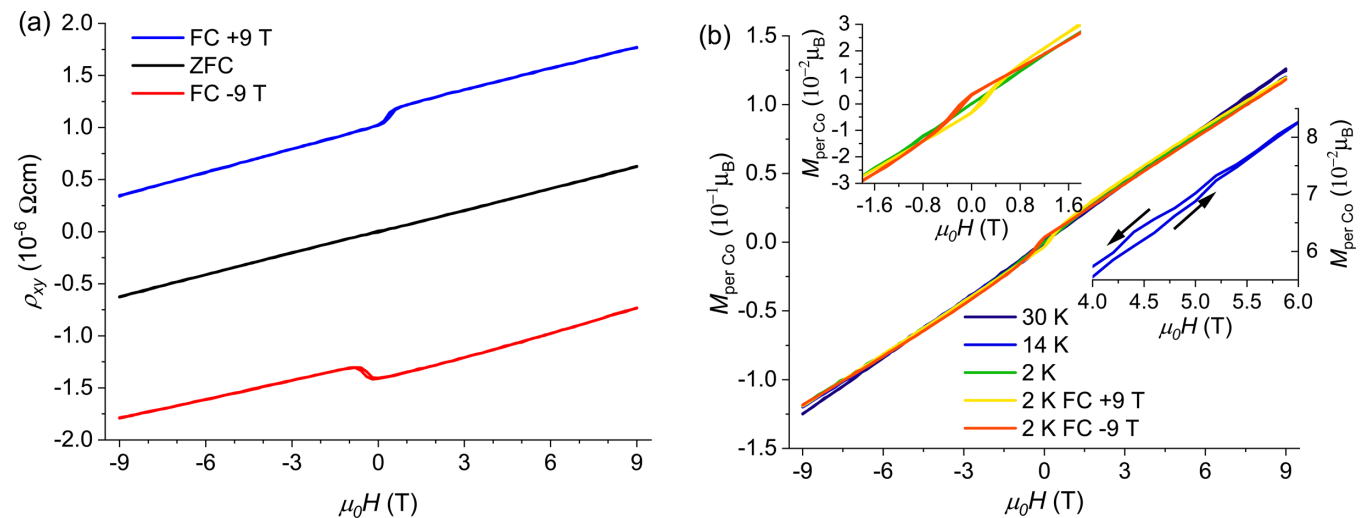 (a)
2.0
1.5
1.0
0.5
0.0
-0.5
-1.0
-1.5
-2.0
ρxy (10⁻⁶ Ωcm)
FC +9 T
ZFC
FC -9 T
-9 -6 -3 0 3 6 9
μ0H (T)
(b)
1.5
1.0
0.5
0.0
-0.5
-1.0
-1.5
Mper Co (10⁻¹μB)
3
2
1
0
-1
-2
-3
Mper Co (10⁻²μB)
-1.6 -0.8 0.0 0.8 1.6
μ0H (T)
8
7
6
Mper Co (10⁻²μB)
4.0 4.5 5.0 5.5 6.0
μ0H (T)
30 K
14 K
2 K
2 K FC +9 T
2 K FC -9 T
-9 -6 -3 0 3 6 9
μ0H (T)